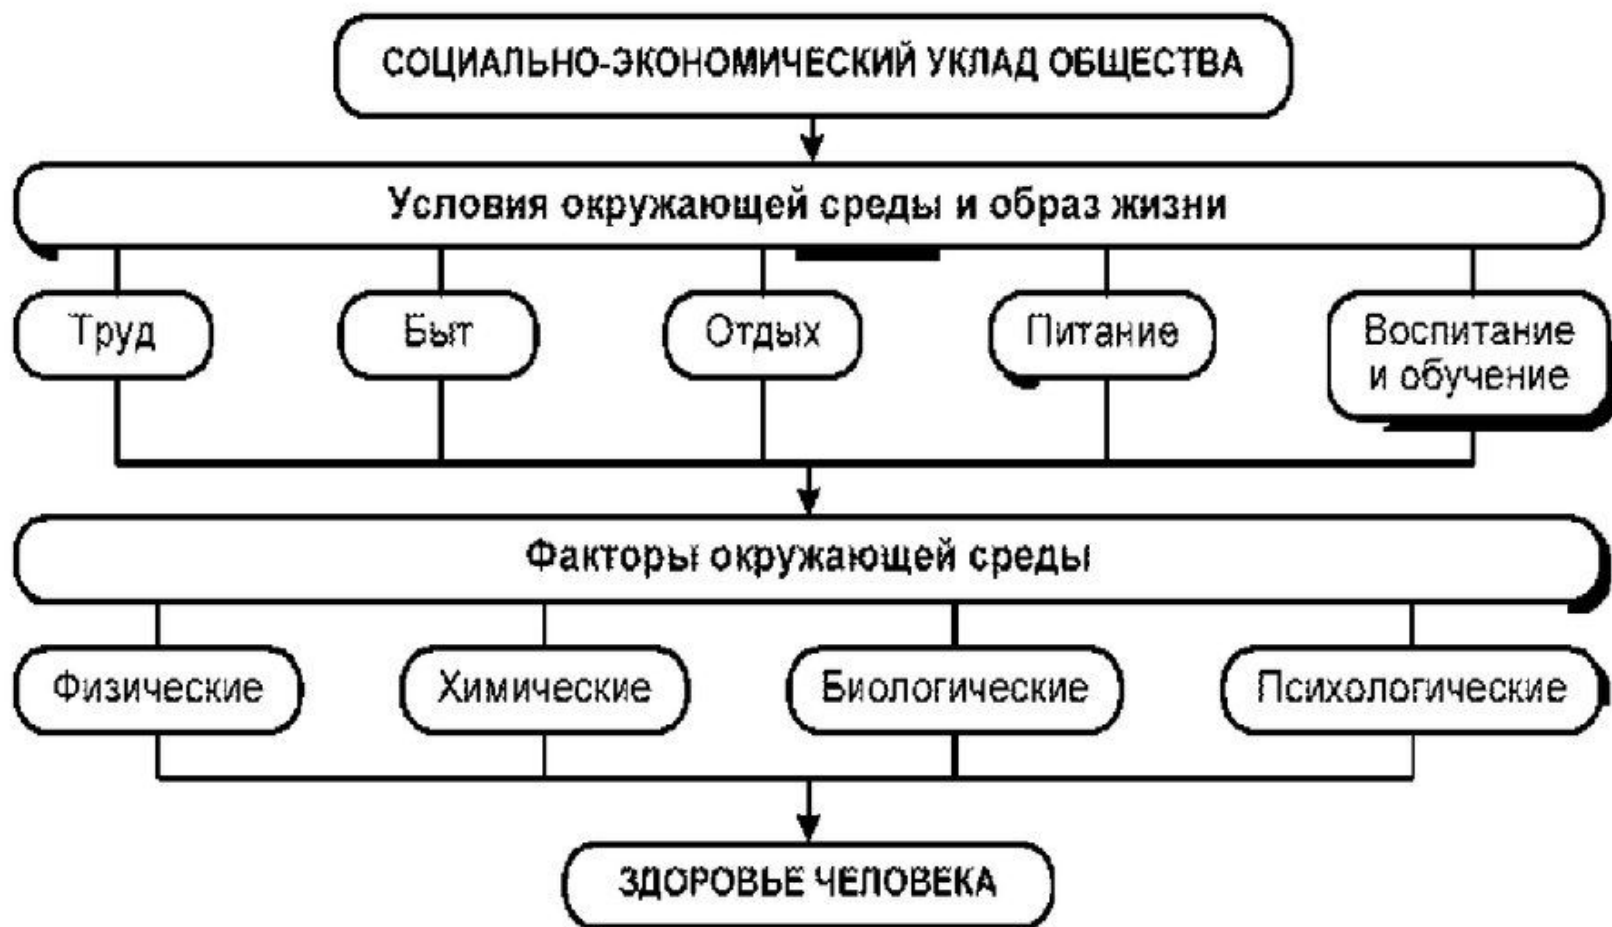 СОЦИАЛЬНО-ЭКОНОМИЧЕСКИЙ УКЛАД ОБЩЕСТВА
Условия окружающей среды и образ жизни
Труд
Быт
Отдых
Питание
Воспитание
и обучение
Факторы окружающей среды
Физические
Химические
Биологические
Психологические
ЗДОРОВЬЕ ЧЕЛОВЕКА